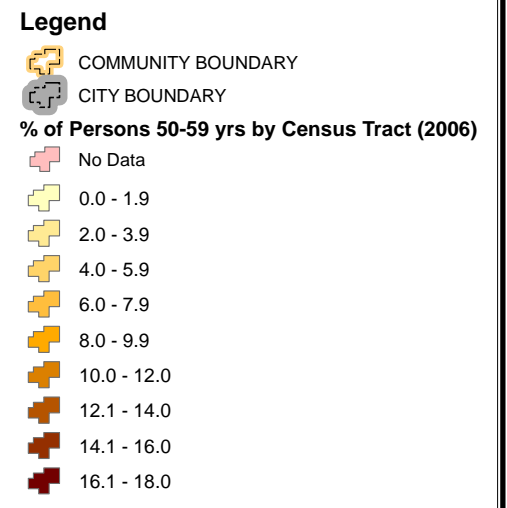 Legend
COMMUNITY BOUNDARY
CITY BOUNDARY
% of Persons 50-59 yrs by Census Tract (2006)
No Data
0.0 - 1.9
2.0 - 3.9
4.0 - 5.9
6.0 - 7.9
8.0 - 9.9
10.0 - 12.0
12.1 - 14.0
14.1 - 16.0
16.1 - 18.0